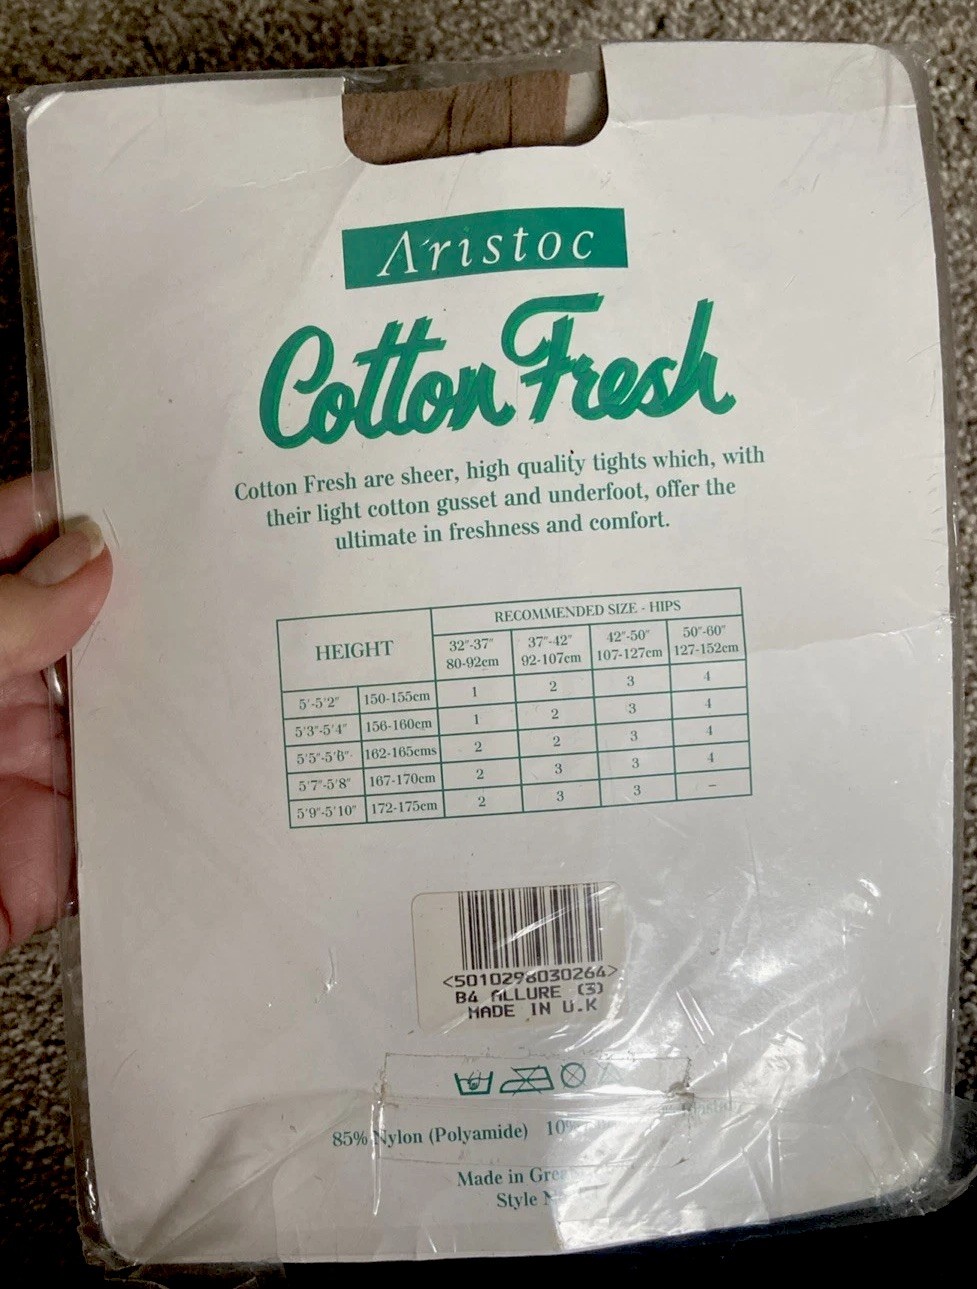 Aristoc
Cotton Fresh
Cotton Fresh are sheer, high quality tights which, with
their light cotton gusset and underfoot, offer the
ultimate in freshness and comfort.
HEIGHT RECOMMENDED SIZE - HIPS
32"-37" 37"-42" 42"-50" 50"-60"
80-92cm 92-107cm 107-127cm 127-152cm
5'-5'2" 150-155cm 1 2 3 4
5'3"-5'4" 156-160cm 1 2 3 4
5'5"-5'6" 162-165cms 2 2 3 4
5'7"-5'8" 167-170cm 2 3 3 4
5'9"-5'10" 172-175cm 2 3 3 –
<5010296030264>
B4 ALLURE (3)
MADE IN U.K
85% Nylon (Polyamide)
Made in
Style